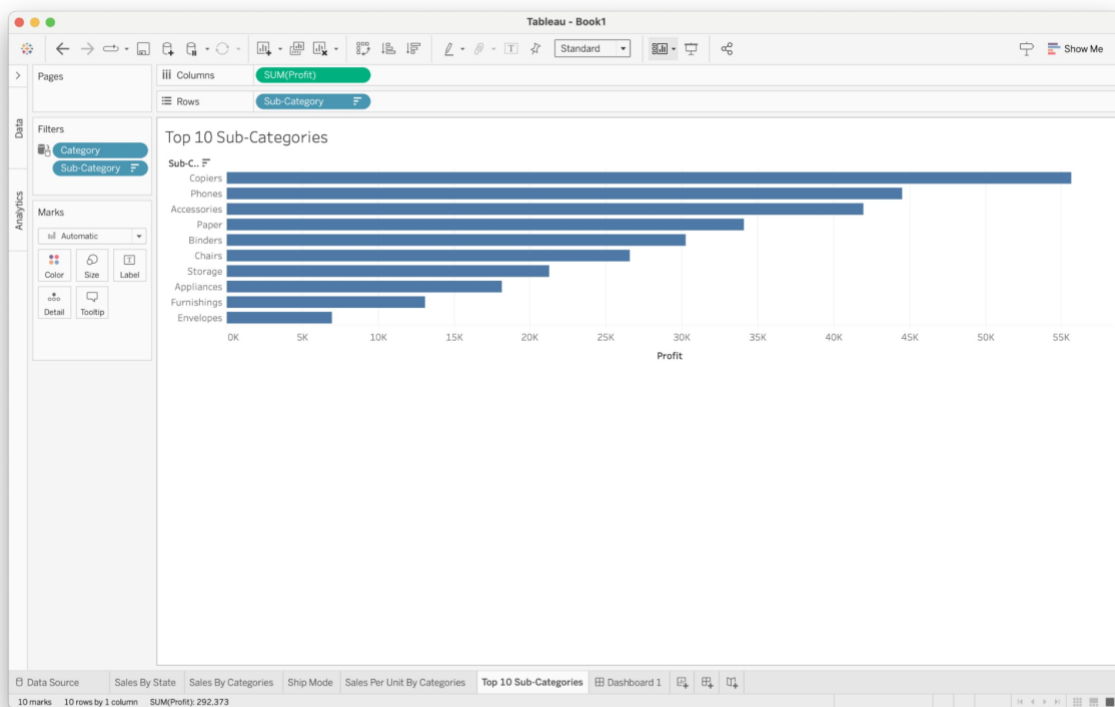 Tableau - Book1
Standard
Show Me
Pages
Columns
SUM(Profit)
Rows
Sub-Category
Data
Analytics
Filters
Category
Sub-Category
Marks
Automatic
Color
Size
Label
Detail
Tooltip
Top 10 Sub-Categories
Sub-C..
Copiers
Phones
Accessories
Paper
Binders
Chairs
Storage
Appliances
Furnishings
Envelopes
0K 5K 10K 15K 20K 25K 30K 35K 40K 45K 50K 55K
Profit
Data Source Sales By State Sales By Categories Ship Mode Sales Per Unit By Categories Top 10 Sub-Categories Dashboard 1
10 marks 10 rows by 1 column SUM(Profit): 292,373